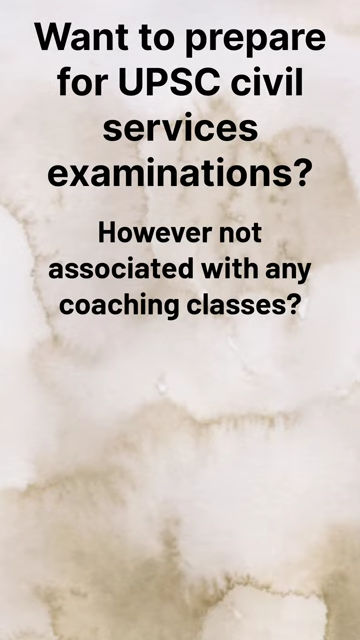 Want to prepare
for UPSC civil
services
examinations?
However not
associated with any
coaching classes?